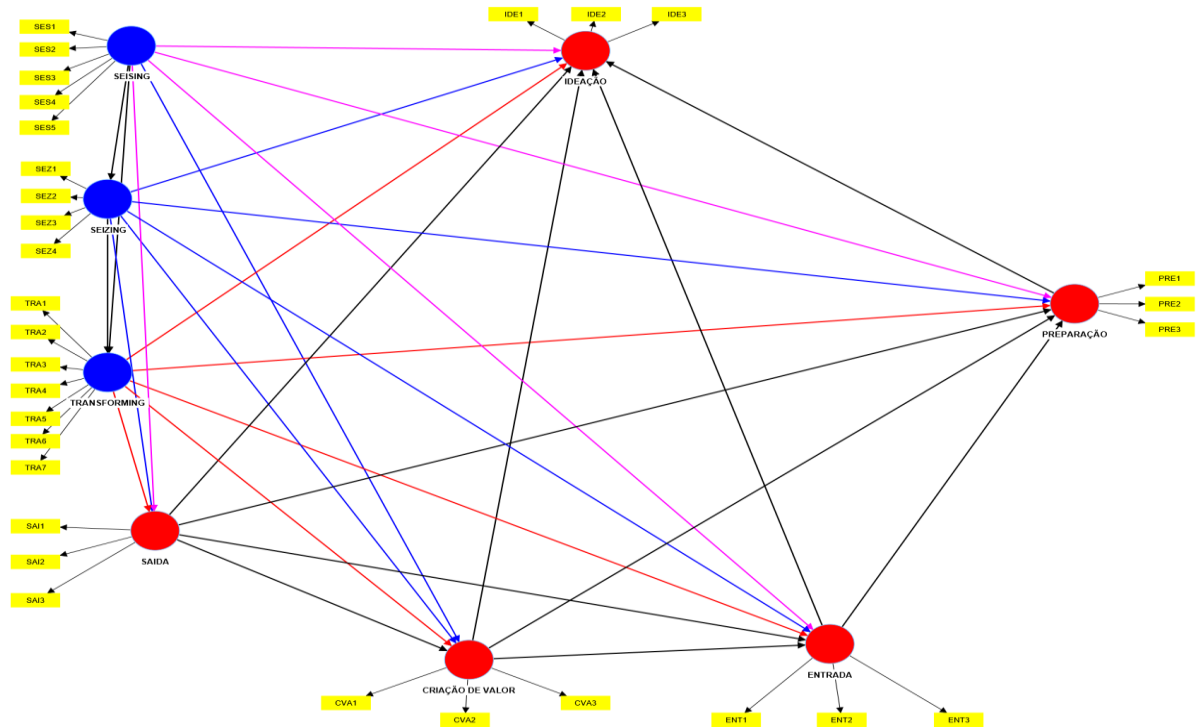 IDE1
IDE2
IDE3
SES1
SES2
SES3
SES4
SES5
SEISING
IDEAÇÃO
SEZ1
SEZ2
SEZ3
SEZ4
SEIZING
TRA1
TRA2
TRA3
TRA4
TRA5
TRA6
TRA7
TRANSFORMING
PRE1
PRE2
PRE3
PREPARAÇÃO
SAI1
SAI2
SAI3
SAIDA
CRIAÇÃO DE VALOR
CVA1
CVA2
CVA3
ENTRADA
ENT1
ENT2
ENT3